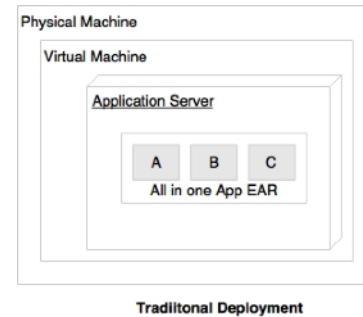 Physical Machine
Virtual Machine
Application Server
A B C
All in one App EAR
Tradiitonal Deployment